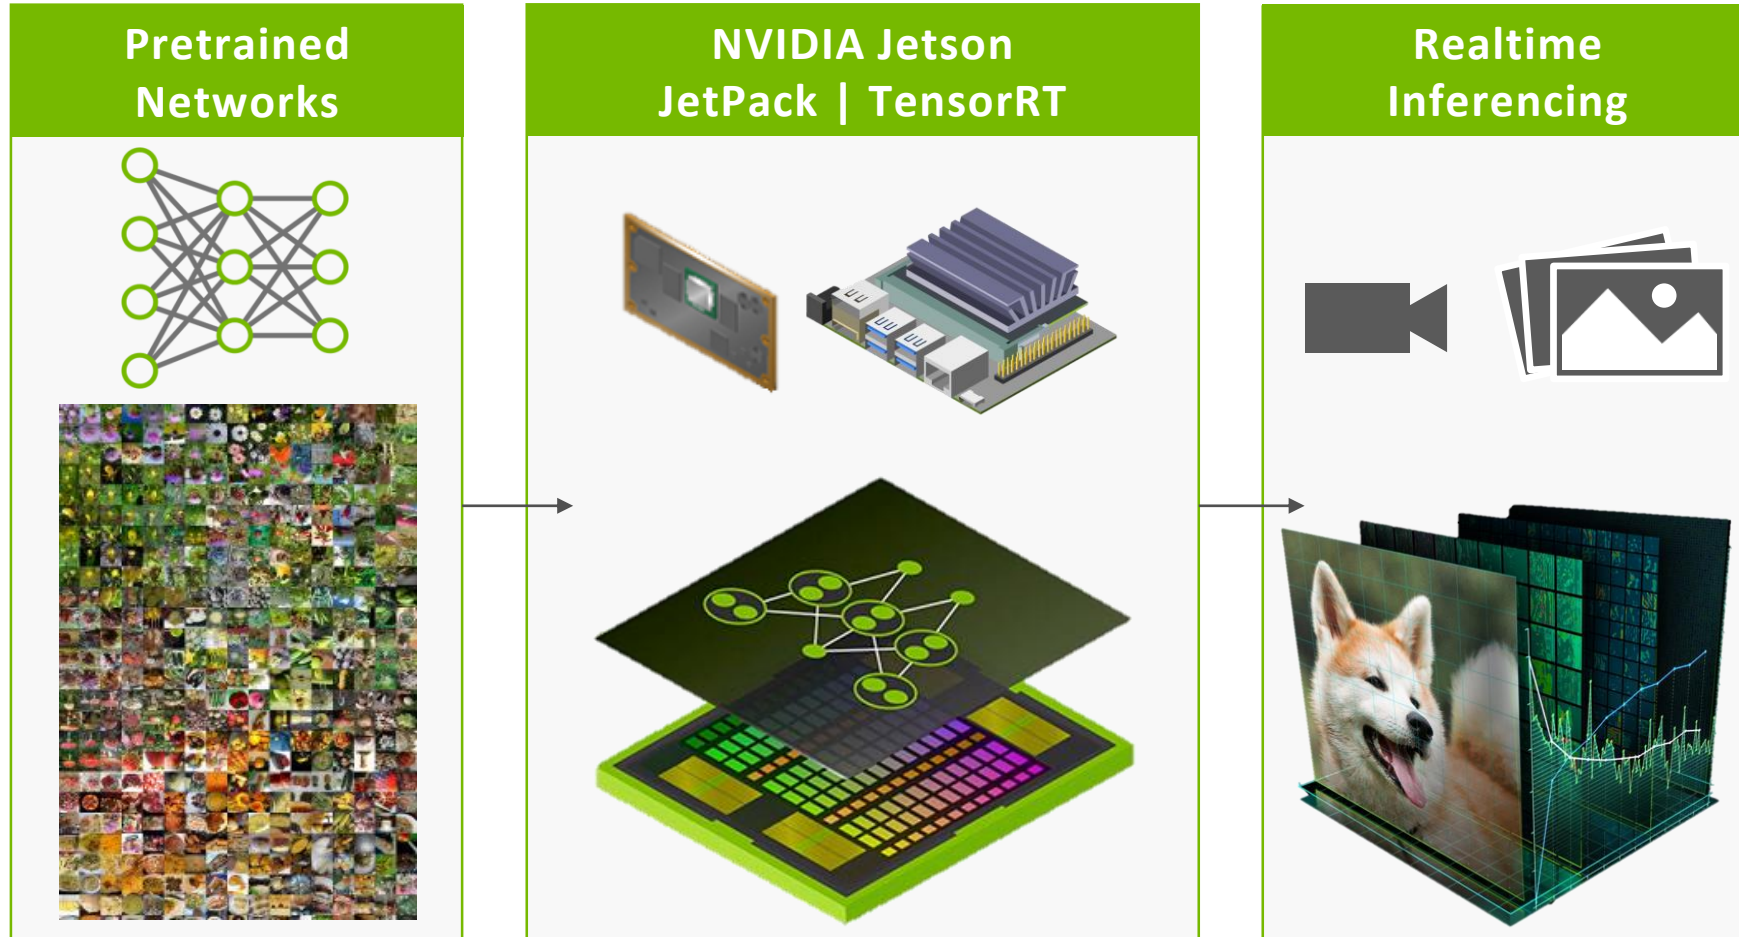 Pretrained
Networks
NVIDIA Jetson
JetPack | TensorRT
Realtime
Inferencing